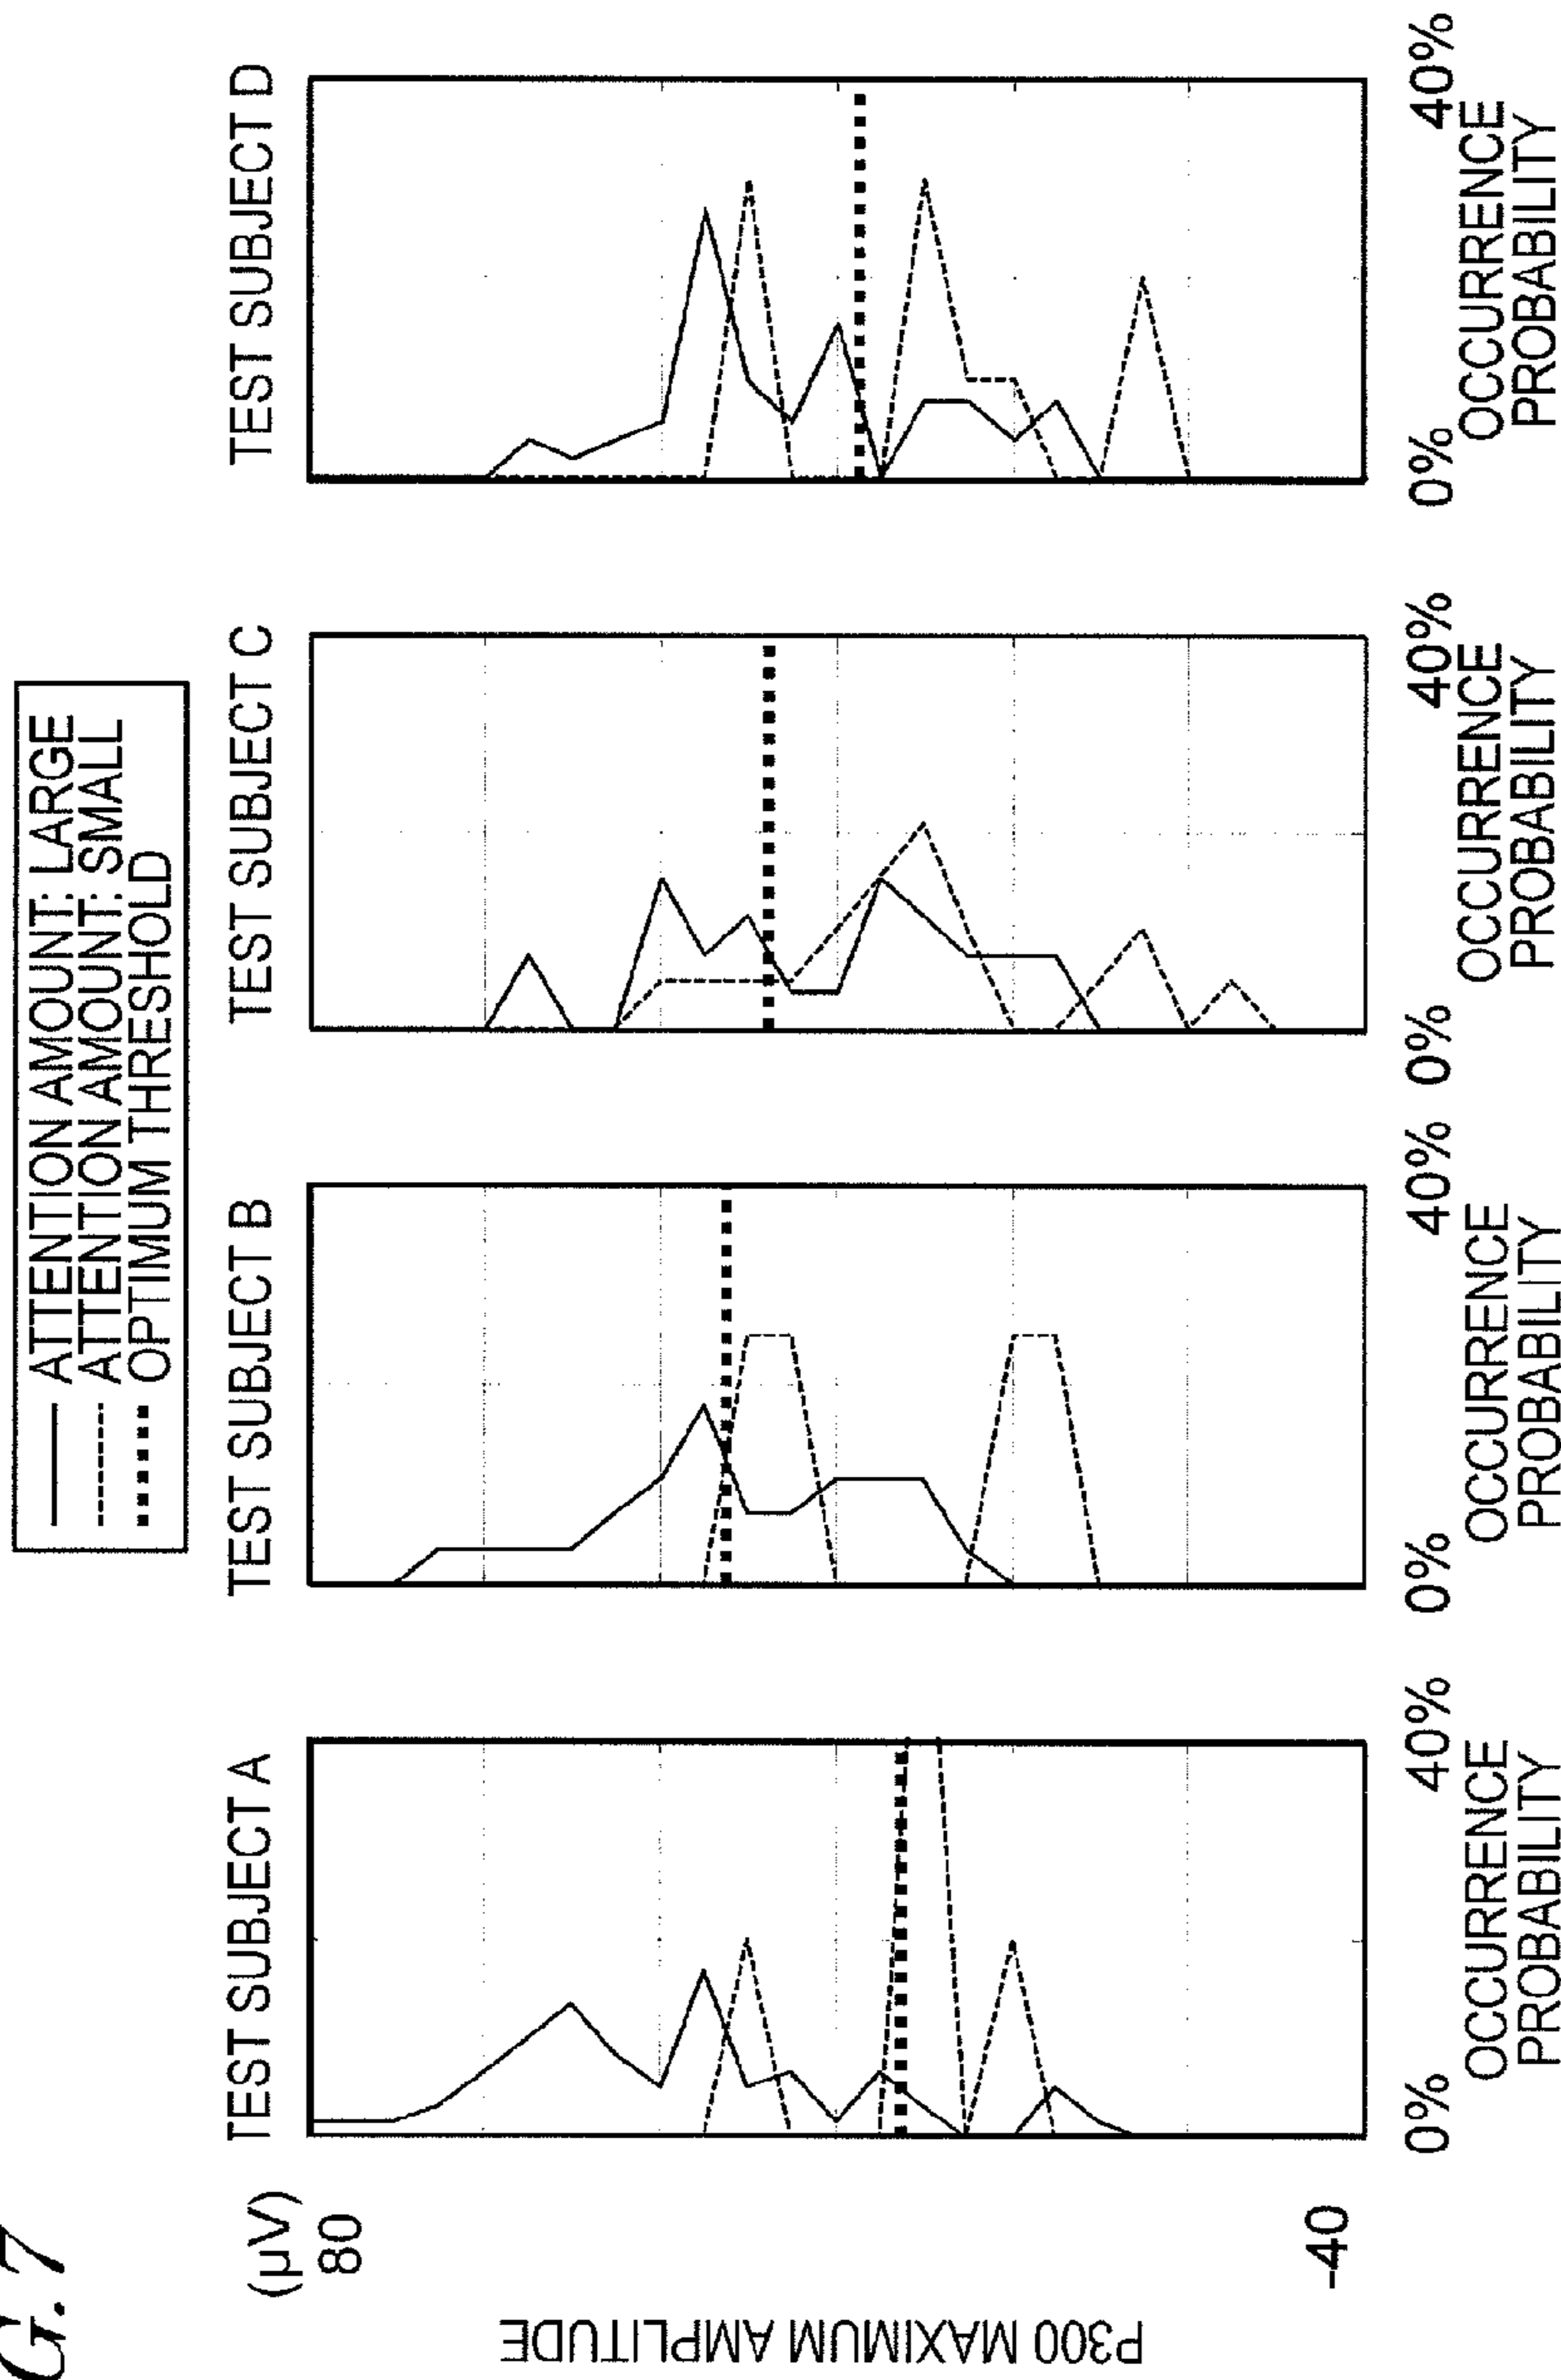 G. 7
ATTENTION AMOUNT: LARGE
ATTENTION AMOUNT: SMALL
OPTIMUM THRESHOLD
TEST SUBJECT A
TEST SUBJECT B
TEST SUBJECT C
TEST SUBJECT D
(μV)
80
-40
P300 MAXIMUM AMPLITUDE
0%
40%
OCCURRENCE
PROBABILITY
0%
40%
OCCURRENCE
PROBABILITY
0%
40%
OCCURRENCE
PROBABILITY
0%
40%
OCCURRENCE
PROBABILITY